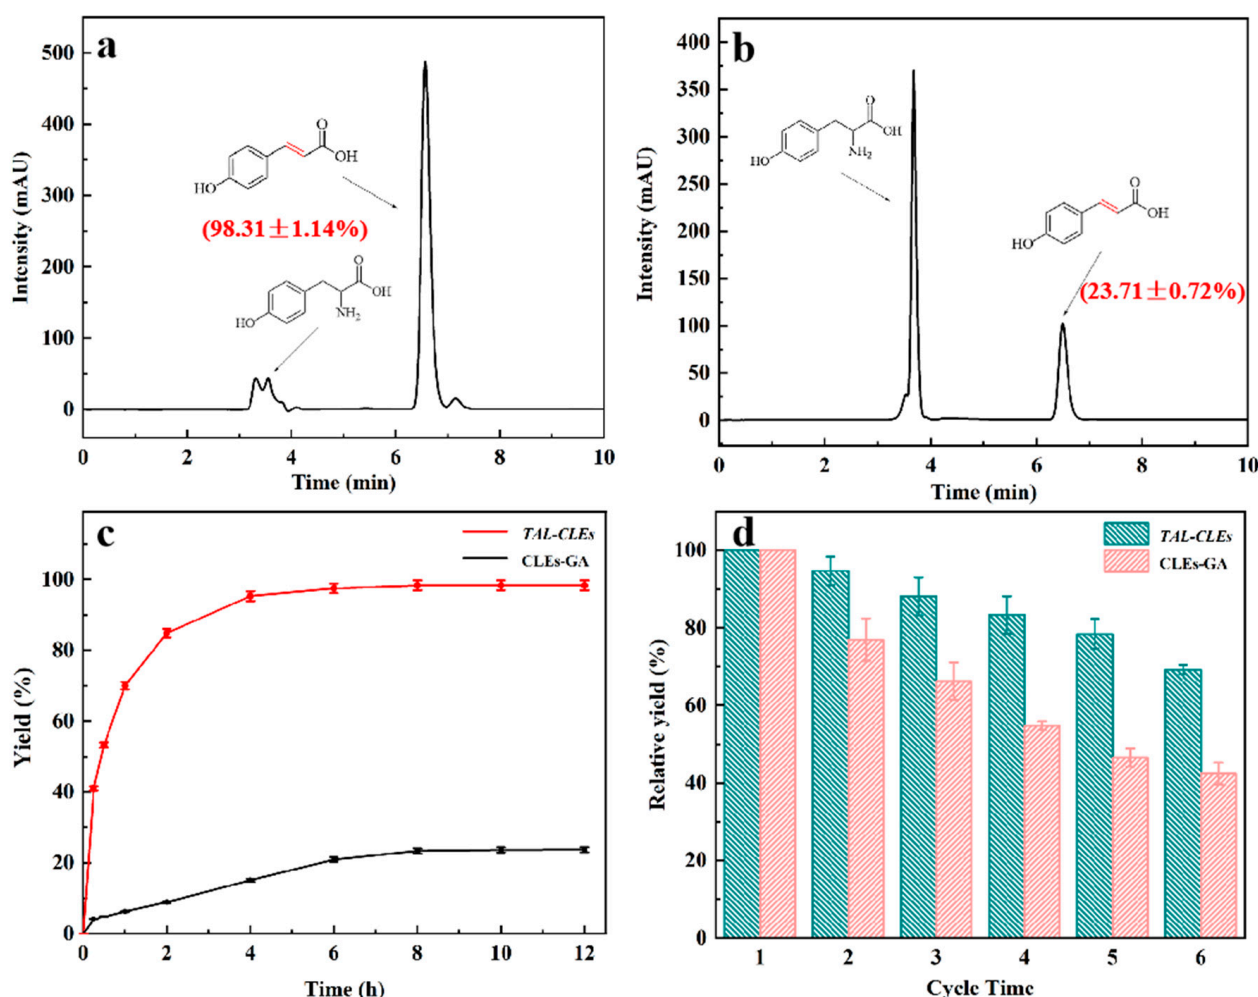 a
500
400
300
200
100
0
Intensity (mAU)
O
OH
HO
(98.31±1.14%)
O
OH
NH2
HO
0 2 4 6 8 10
Time (min)
b
400
350
300
250
200
150
100
50
0
Intensity (mAU)
O
OH
NH2
HO
O
OH
HO
(23.71±0.72%)
0 2 4 6 8 10
Time (min)
c
TAL-CLEs
CLEs-GA
100
80
60
40
20
0
Yield (%)
0 2 4 6 8 10 12
Time (h)
d
TAL-CLEs
CLEs-GA
100
80
60
40
20
0
Relative yield (%)
1 2 3 4 5 6
Cycle Time